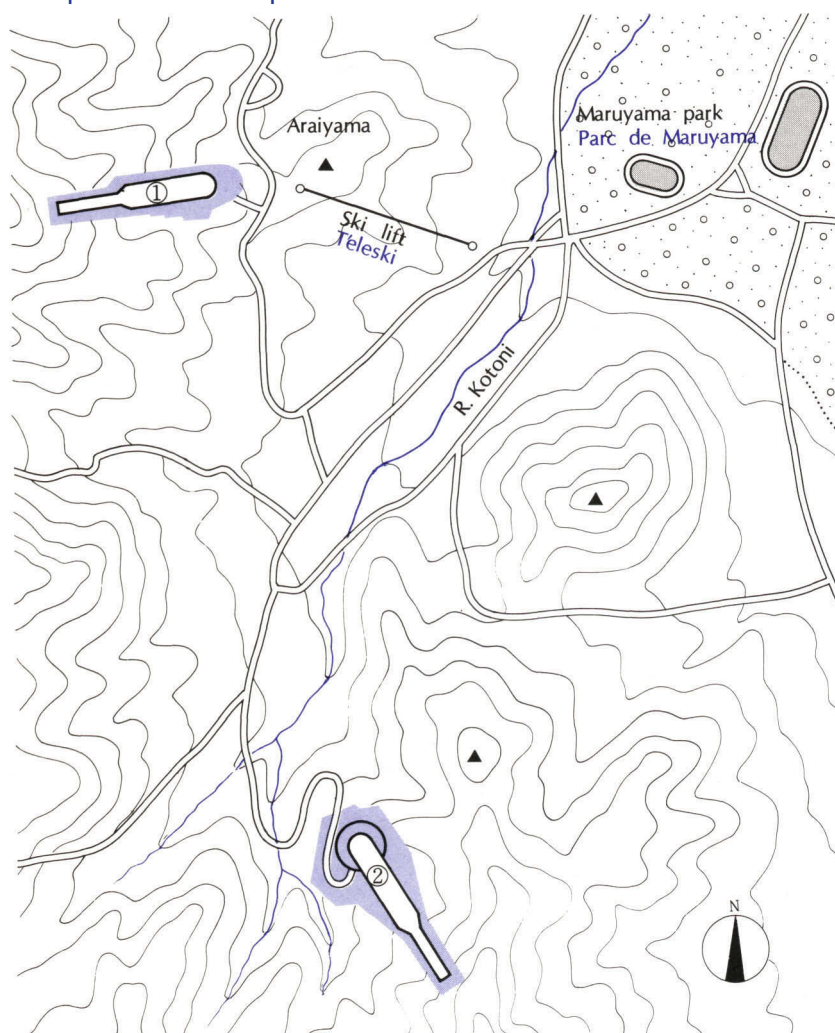 Maruyama park
Parc de Maruyama
Araiyama
①
Ski lift
Teleski
R. Kotoni
②
N